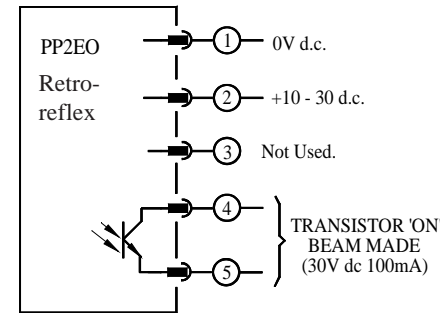 PP2EO
Retro-
reflex
1 0V d.c.
2 +10 - 30 d.c.
3 Not Used.
4
5
TRANSISTOR 'ON'
BEAM MADE
(30V dc 100mA)